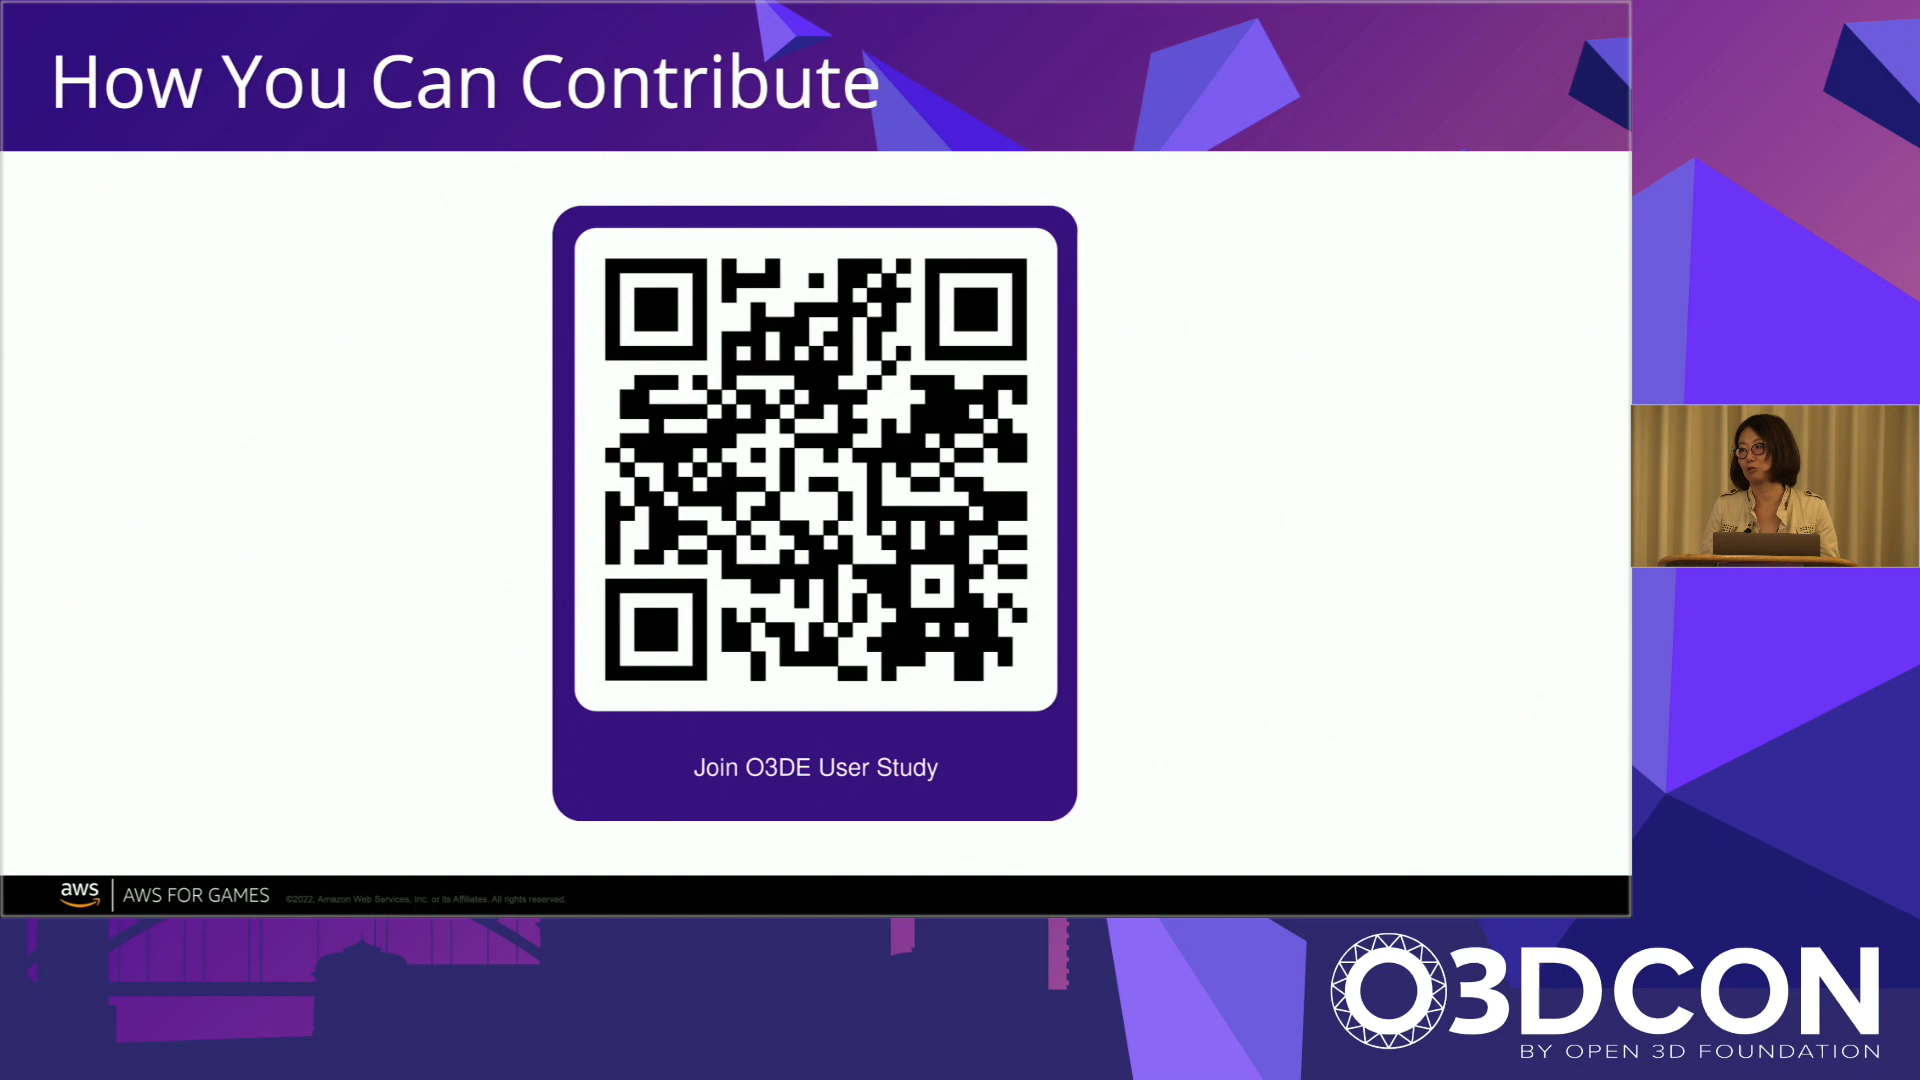 How You Can Contribute
Join O3DE User Study
aws
AWS FOR GAMES
©2022, Amazon Web Services, Inc. or its Affiliates. All rights reserved.
O3DCON
BY OPEN 3D FOUNDATION